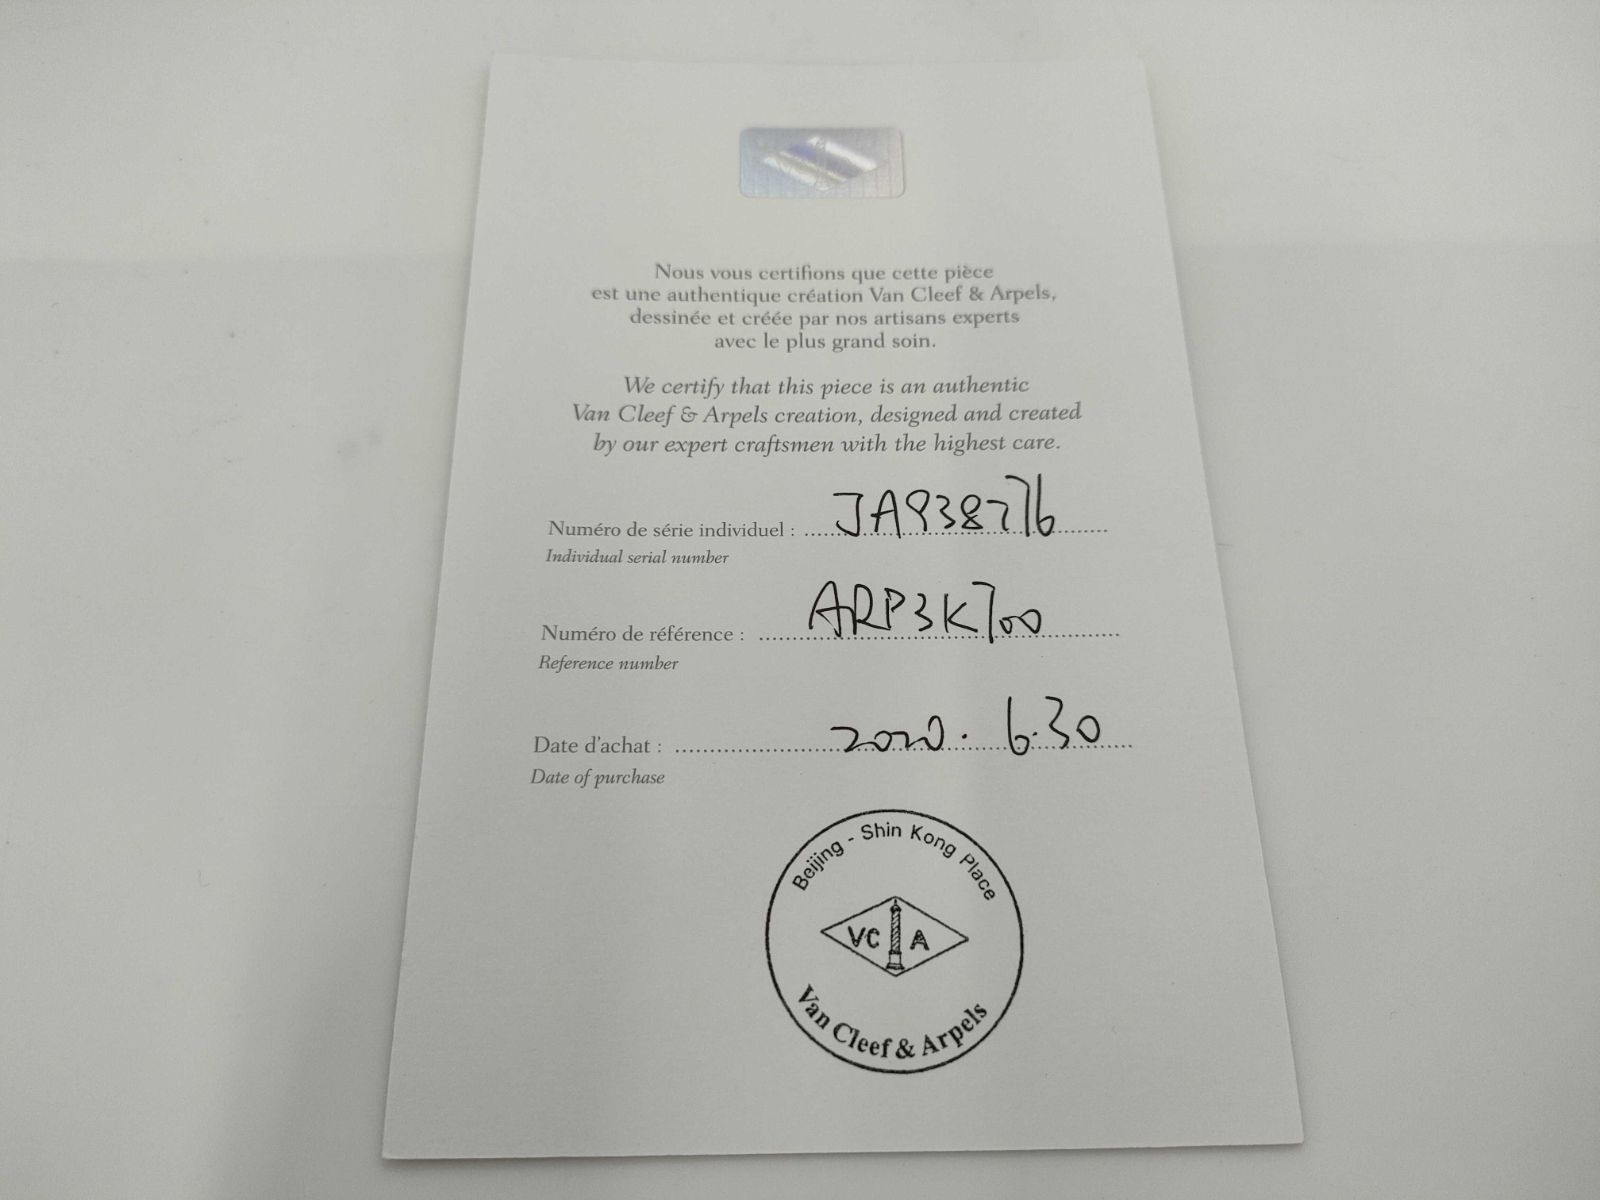 Nous vous certifions que cette pièce
est une authentique création Van Cleef & Arpels,
dessinée et créée par nos artisans experts
avec le plus grand soin.
We certify that this piece is an authentic
Van Cleef & Arpels creation, designed and created
by our expert craftsmen with the highest care.
Numéro de série individuel : JA938776
Individual serial number
Numéro de référence : ARP3K700
Reference number
Date d'achat : 2020. 6.30
Date of purchase
Beijing - Shin Kong Place
VC A
Van Cleef & Arpels